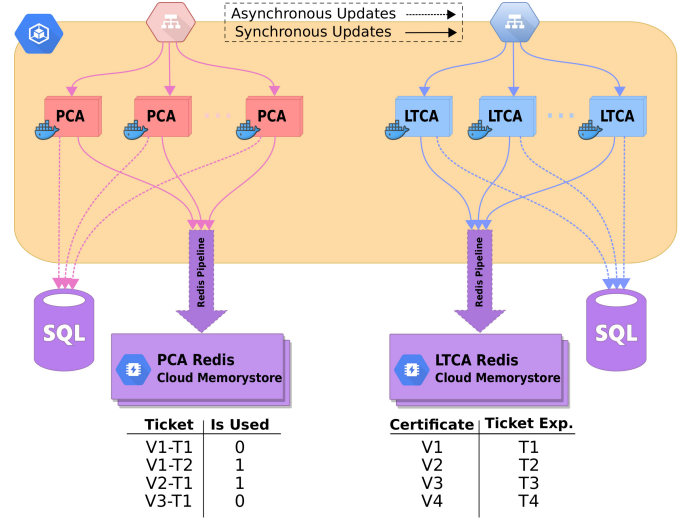 Asynchronous Updates
Synchronous Updates
PCA
PCA
PCA
LTCA
LTCA
LTCA
Redis Pipeline
Redis Pipeline
SQL
SQL
PCA Redis
Cloud Memorystore
LTCA Redis
Cloud Memorystore
Ticket Is Used
V1-T1 0
V1-T2 1
V2-T1 1
V3-T1 0
Certificate Ticket Exp.
V1 T1
V2 T2
V3 T3
V4 T4